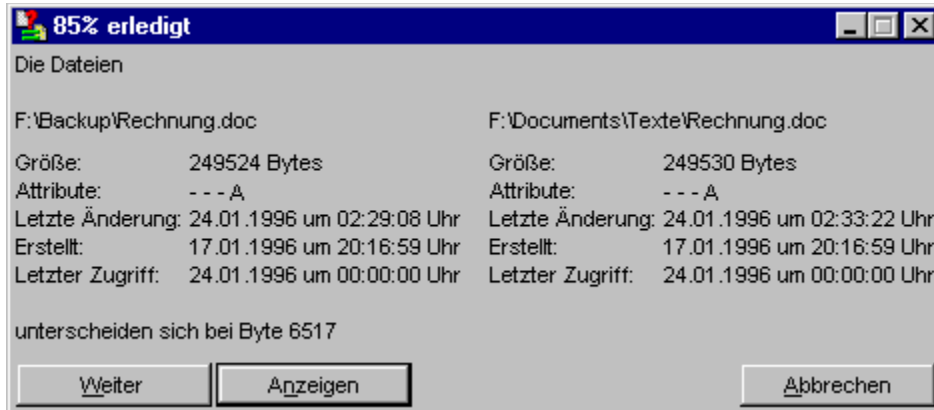 85% erledigt
Die Dateien
F:\Backup\Rechnung.doc F:\Documents\Texte\Rechnung.doc
Größe: 249524 Bytes Größe: 249530 Bytes
Attribute: - - - A Attribute: - - - A
Letzte Änderung: 24.01.1996 um 02:29:08 Uhr Letzte Änderung: 24.01.1996 um 02:33:22 Uhr
Erstellt: 17.01.1996 um 20:16:59 Uhr Erstellt: 17.01.1996 um 20:16:59 Uhr
Letzter Zugriff: 24.01.1996 um 00:00:00 Uhr Letzter Zugriff: 24.01.1996 um 00:00:00 Uhr
unterscheiden sich bei Byte 6517
Weiter Anzeigen Abbrechen